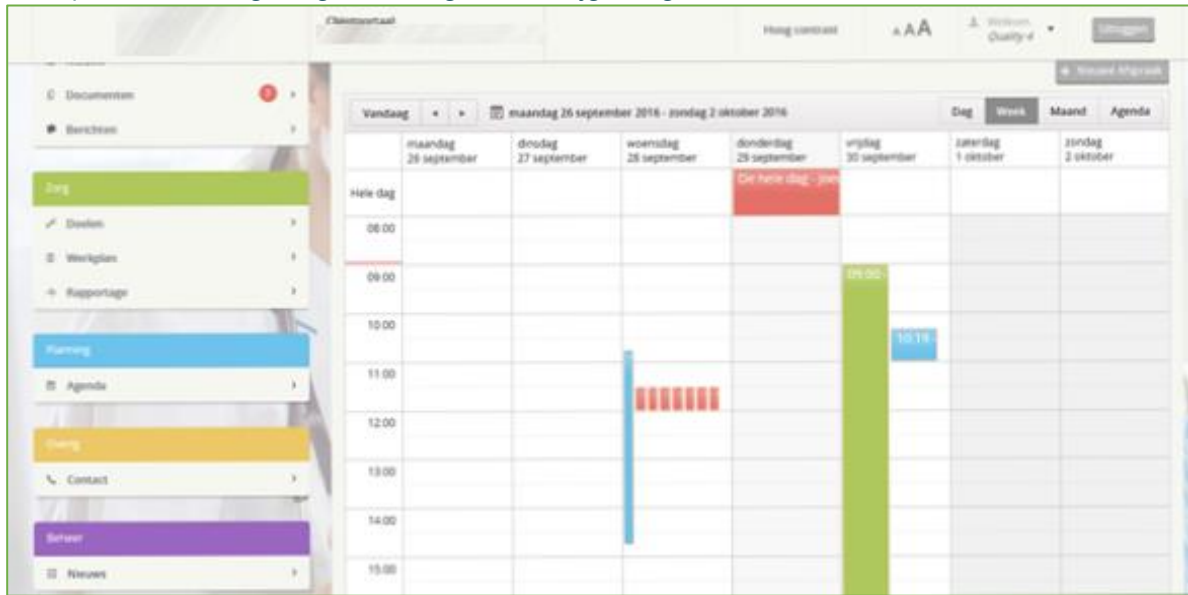 Cliëntportaal
Hoog contrast
A A A
Welkom
Quality 4
Uitloggen
Nieuwe Afspraak
Documenten
Berichten
Zorg
Doelen
Werkplan
Rapportage
Planning
Agenda
Overig
Contact
Beheer
Nieuws
Vandaag
maandag 26 september 2016 - zondag 2 oktober 2016
Dag Week Maand Agenda
maandag dinsdag woensdag donderdag vrijdag zaterdag zondag
26 september 27 september 28 september 29 september 30 september 1 oktober 2 oktober
Hele dag
De hele dag -
08:00
09:00
09:00 -
10:00
10:19 -
11:00
12:00
13:00
14:00
15:00